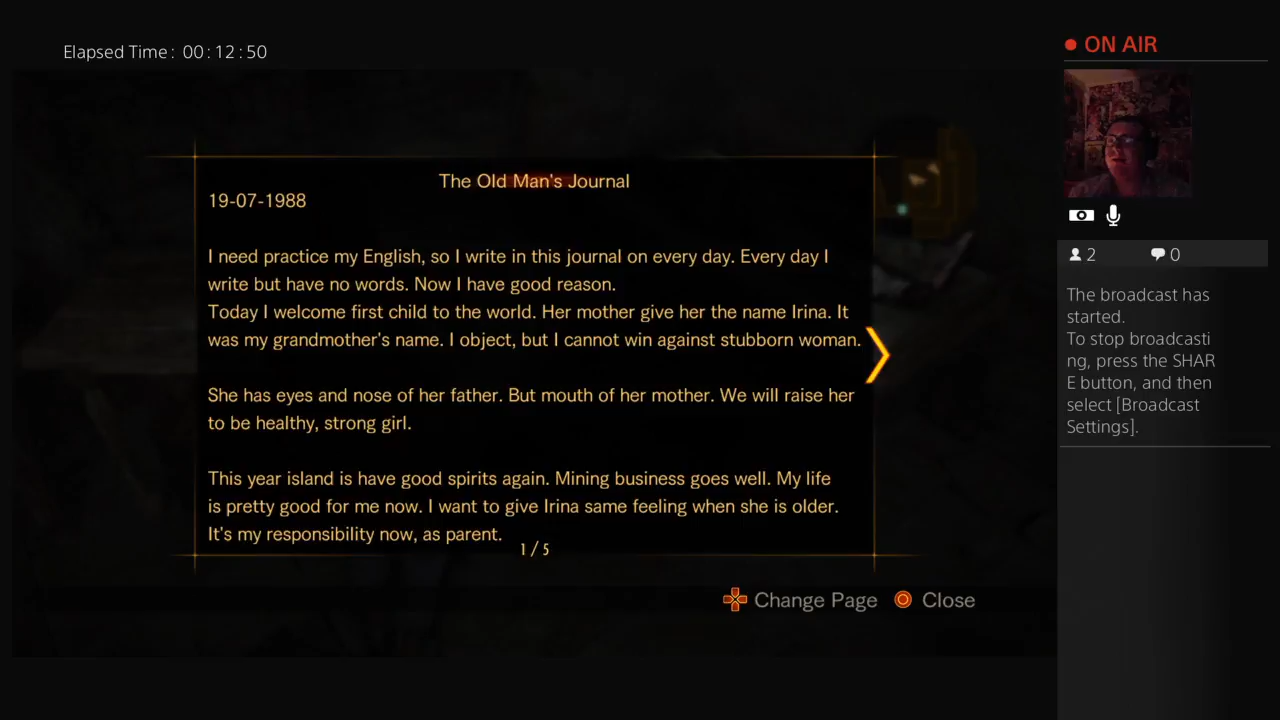 Elapsed Time: 00:12:50
ON AIR
The Old Man's Journal
19-07-1988
I need practice my English, so I write in this journal on every day. Every day I
write but have no words. Now I have good reason.
Today I welcome first child to the world. Her mother give her the name Irina. It
was my grandmother's name. I object, but I cannot win against stubborn woman.
She has eyes and nose of her father. But mouth of her mother. We will raise her
to be healthy, strong girl.
This year island is have good spirits again. Mining business goes well. My life
is pretty good for me now. I want to give Irina same feeling when she is older.
It's my responsibility now, as parent.
1/5
Change Page
Close
2
0
The broadcast has
started.
To stop broadcasti
ng, press the SHAR
E button, and then
select [Broadcast
Settings].